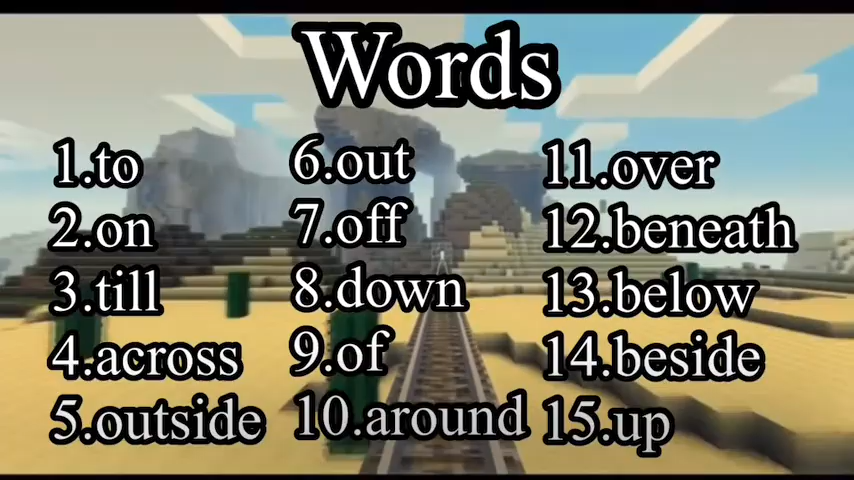 Words
1.to
2.on
3.till
4.across
5.outside
6.out
7.off
8.down
9.of
10.around
11.over
12.beneath
13.below
14.beside
15.up